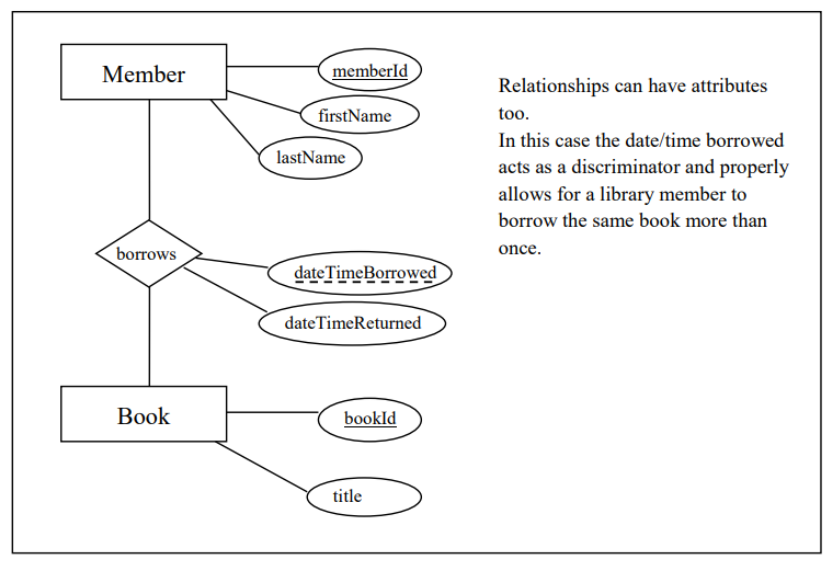 Member
memberId
firstName
lastName
Relationships can have attributes
too.
In this case the date/time borrowed
acts as a discriminator and properly
allows for a library member to
borrow the same book more than
once.
borrows
dateTimeBorrowed
dateTimeReturned
Book
bookId
title